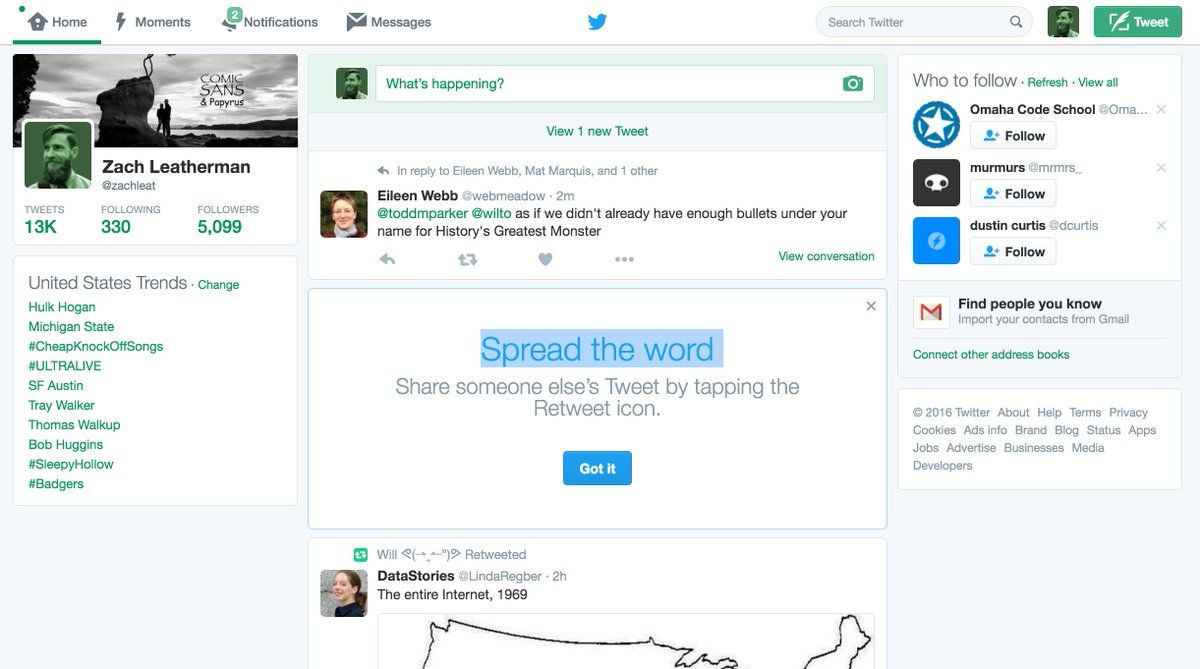 Home
Moments
2
Notifications
Messages
Search Twitter
Tweet
COMIC
SANS
& Papyrus
Zach Leatherman
@zachleat
TWEETS FOLLOWING FOLLOWERS
13K 330 5,099
United States Trends · Change
Hulk Hogan
Michigan State
#CheapKnockOffSongs
#ULTRALIVE
SF Austin
Tray Walker
Thomas Walkup
Bob Huggins
#SleepyHollow
#Badgers
What's happening?
View 1 new Tweet
In reply to Eileen Webb, Mat Marquis, and 1 other
Eileen Webb @webmeadow · 2m
@toddmparker @wilto as if we didn't already have enough bullets under your
name for History's Greatest Monster
View conversation
Spread the word
Share someone else's Tweet by tapping the
Retweet icon.
Got it
Will Retweeted
DataStories @LindaRegber · 2h
The entire Internet, 1969
Who to follow · Refresh · View all
Omaha Code School @Oma...
Follow
murmurs @mrmrs_
Follow
dustin curtis @dcurtis
Follow
Find people you know
Import your contacts from Gmail
Connect other address books
© 2016 Twitter About Help Terms Privacy
Cookies Ads info Brand Blog Status Apps
Jobs Advertise Businesses Media
Developers